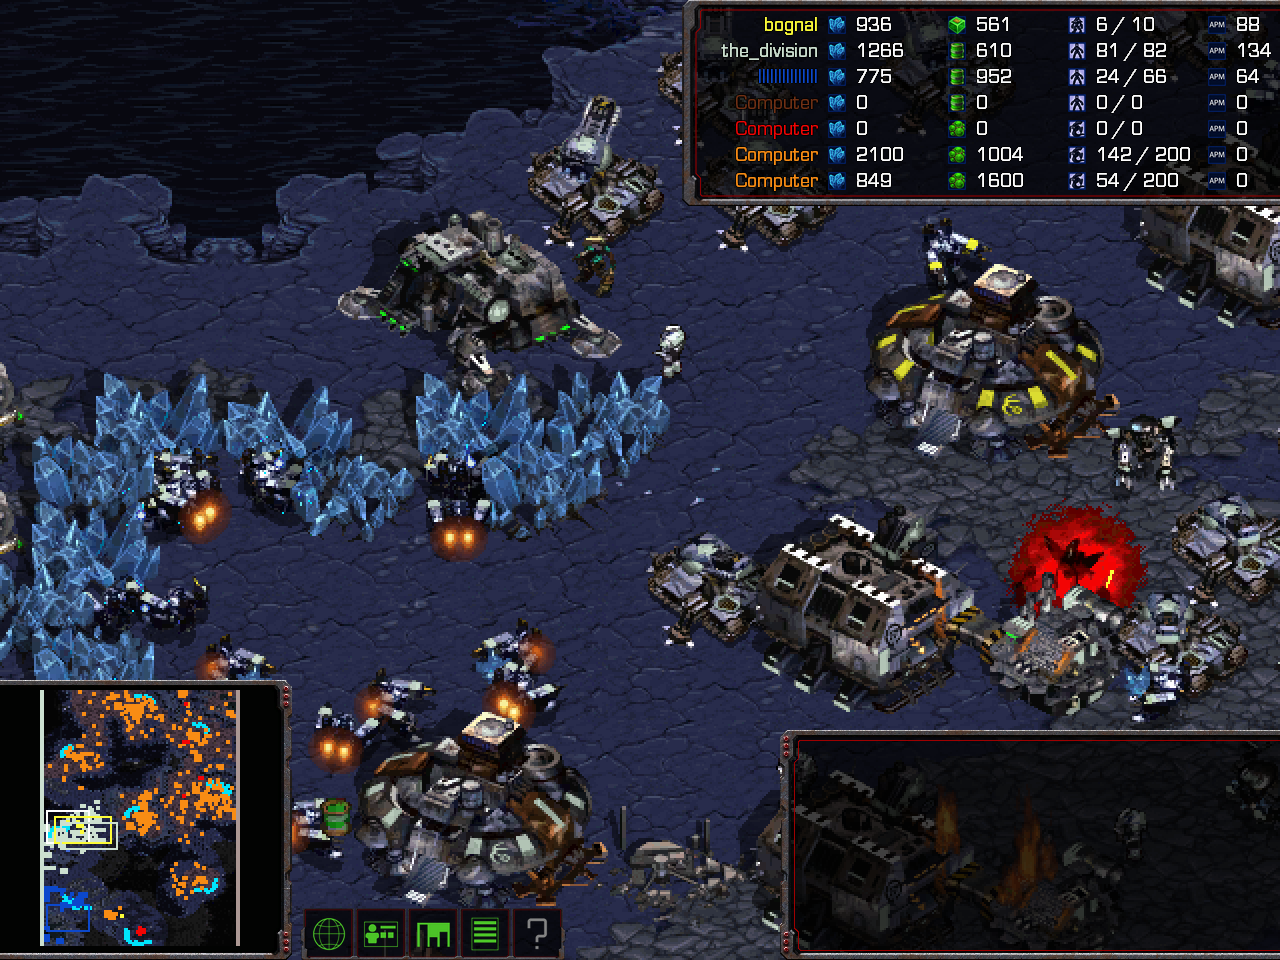 bognal 936 561 6 / 10 APM 88
the_division 1266 610 81 / 82 APM 134
775 952 24 / 66 APM 64
Computer 0 0 0 / 0 APM 0
Computer 0 0 0 / 0 APM 0
Computer 2100 1004 142 / 200 APM 0
Computer 849 1600 54 / 200 APM 0
?